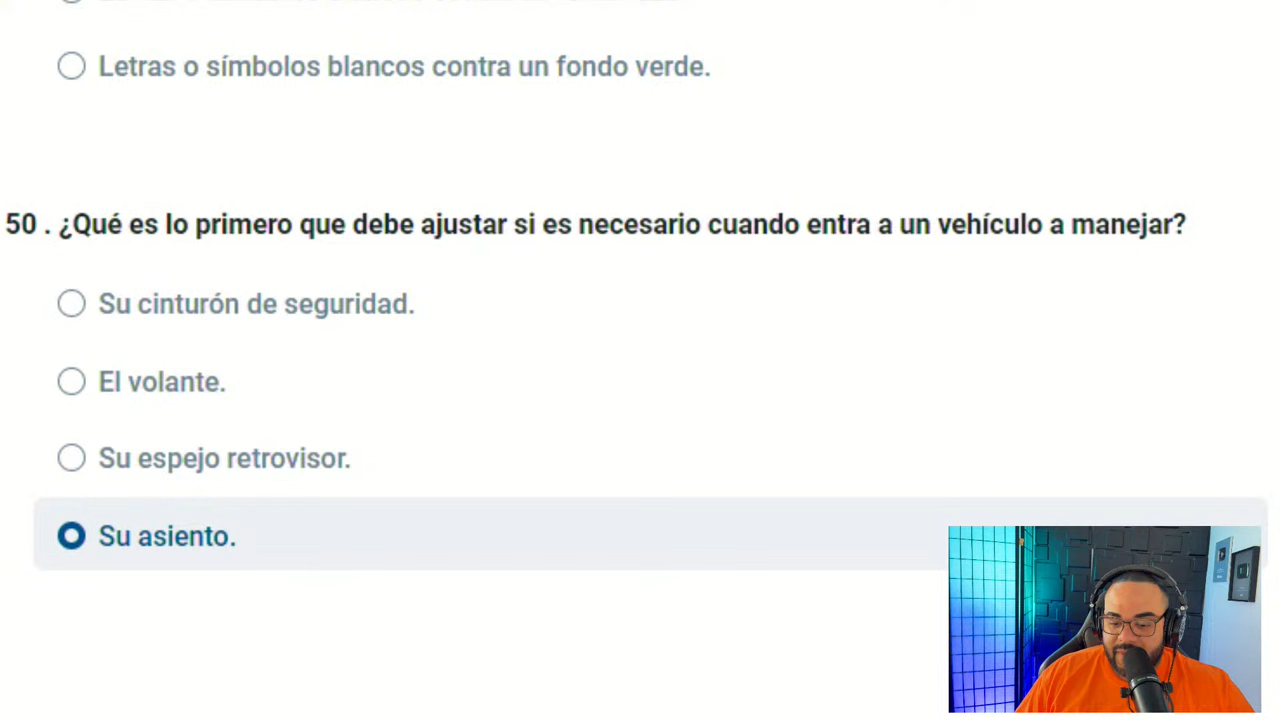 Letras o símbolos blancos contra un fondo verde.
50 . ¿Qué es lo primero que debe ajustar si es necesario cuando entra a un vehículo a manejar?
Su cinturón de seguridad.
El volante.
Su espejo retrovisor.
Su asiento.